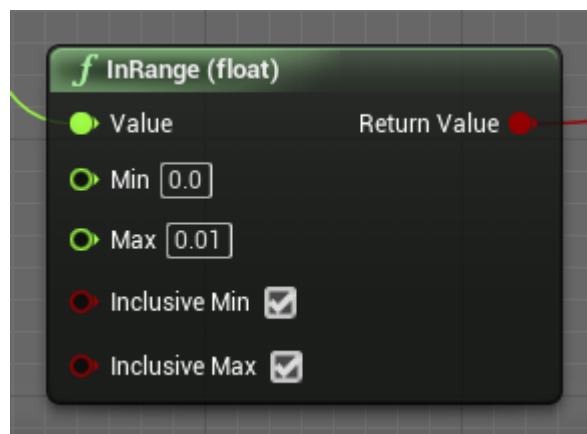 f InRange (float)
Value Return Value
Min 0.0
Max 0.01
Inclusive Min
Inclusive Max